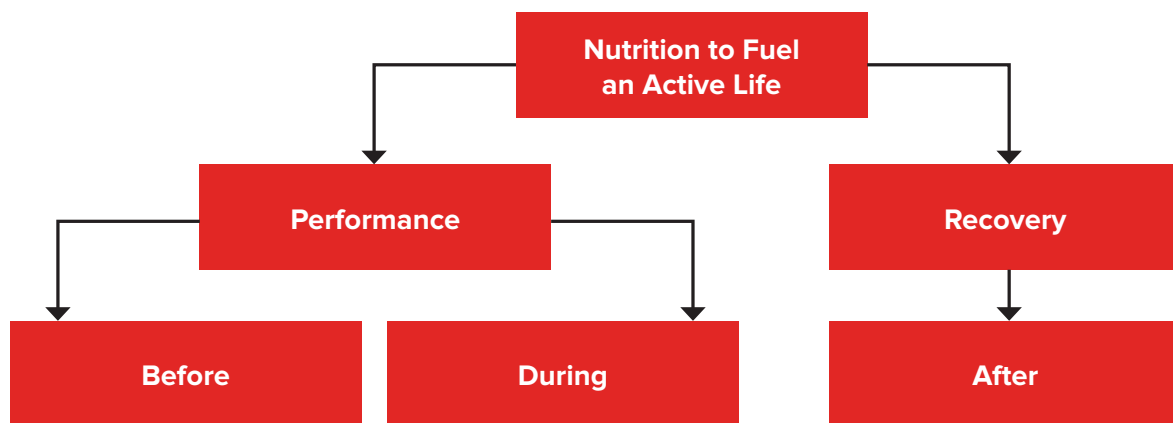 Nutrition to Fuel
an Active Life
Performance
Recovery
Before
During
After